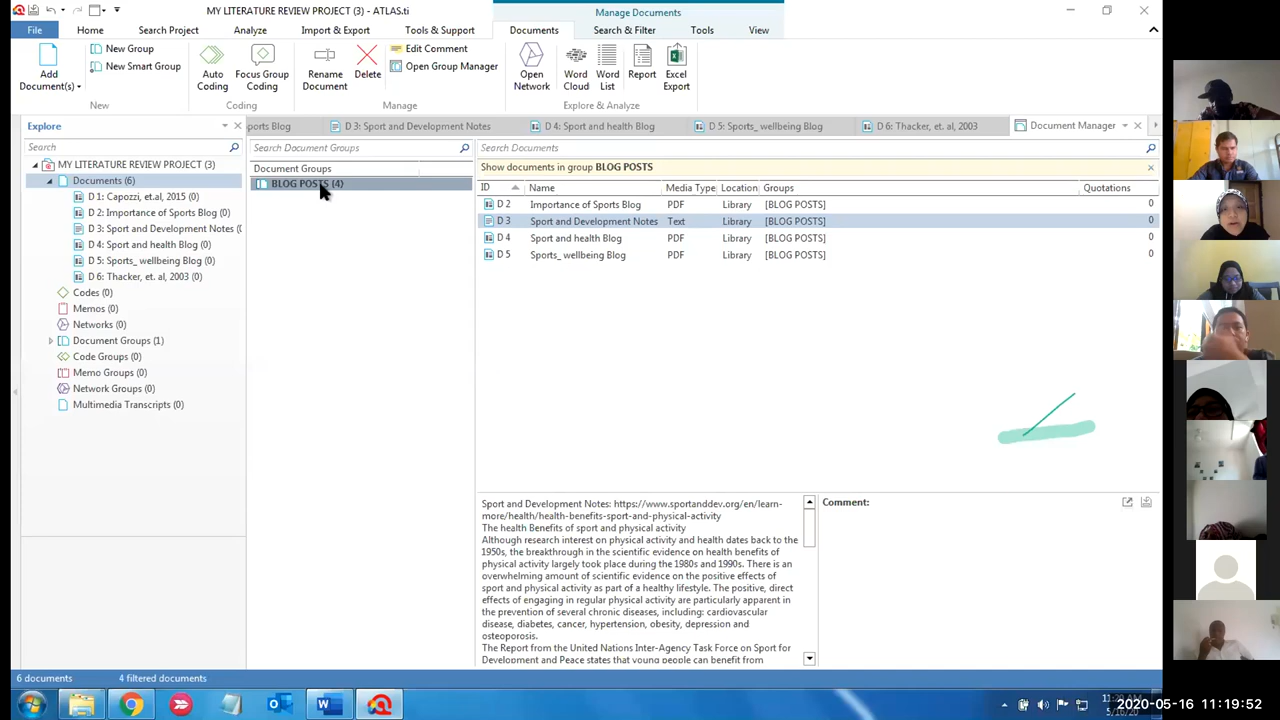 MY LITERATURE REVIEW PROJECT (3) - ATLAS.ti
Manage Documents
File Home Search Project Analyze Import & Export Tools & Support Documents Search & Filter Tools View
Add Document(s)
New Group
New Smart Group
New
Auto Coding
Focus Group Coding
Coding
Rename Document
Delete
Edit Comment
Open Group Manager
Manage
Open Network
Word Cloud
Word List
Report
Excel Export
Explore & Analyze
Explore
ports Blog
D 3: Sport and Development Notes
D 4: Sport and health Blog
D 5: Sports_ wellbeing Blog
D 6: Thacker, et. al, 2003
Document Manager
Search
MY LITERATURE REVIEW PROJECT (3)
Documents (6)
D 1: Capozzi, et.al, 2015 (0)
D 2: Importance of Sports Blog (0)
D 3: Sport and Development Notes (0
D 4: Sport and health Blog (0)
D 5: Sports_ wellbeing Blog (0)
D 6: Thacker, et. al, 2003 (0)
Codes (0)
Memos (0)
Networks (0)
Document Groups (1)
Code Groups (0)
Memo Groups (0)
Network Groups (0)
Multimedia Transcripts (0)
Search Document Groups
Document Groups
BLOG POSTS (4)
Search Documents
Show documents in group BLOG POSTS
ID Name Media Type Location Groups Quotations
D 2 Importance of Sports Blog PDF Library [BLOG POSTS] 0
D 3 Sport and Development Notes Text Library [BLOG POSTS] 0
D 4 Sport and health Blog PDF Library [BLOG POSTS] 0
D 5 Sports_ wellbeing Blog PDF Library [BLOG POSTS] 0
Sport and Development Notes: https://www.sportanddev.org/en/learn-
more/health/health-benefits-sport-and-physical-activity
The health Benefits of sport and physical activity
Although research interest on physical activity and health dates back to the
1950s, the breakthrough in the scientific evidence on health benefits of
physical activity largely took place during the 1980s and 1990s. There is an
overwhelming amount of scientific evidence on the positive effects of
sport and physical activity as part of a healthy lifestyle. The positive, direct
effects of engaging in regular physical activity are particularly apparent in
the prevention of several chronic diseases, including: cardiovascular
disease, diabetes, cancer, hypertension, obesity, depression and
osteoporosis.
The Report from the United Nations Inter-Agency Task Force on Sport for
Development and Peace states that young people can benefit from
Comment:
6 documents 4 filtered documents
2020-05-16 11:19:52